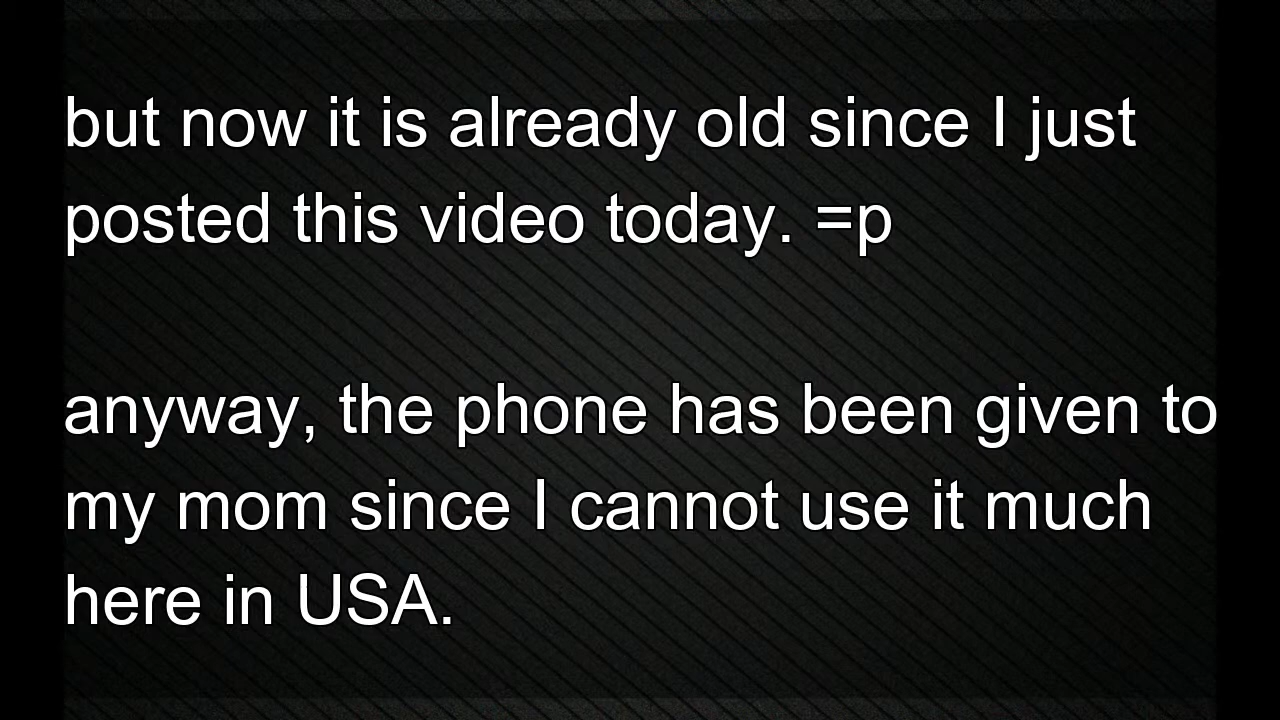 but now it is already old since I just
posted this video today. =p
anyway, the phone has been given to
my mom since I cannot use it much
here in USA.